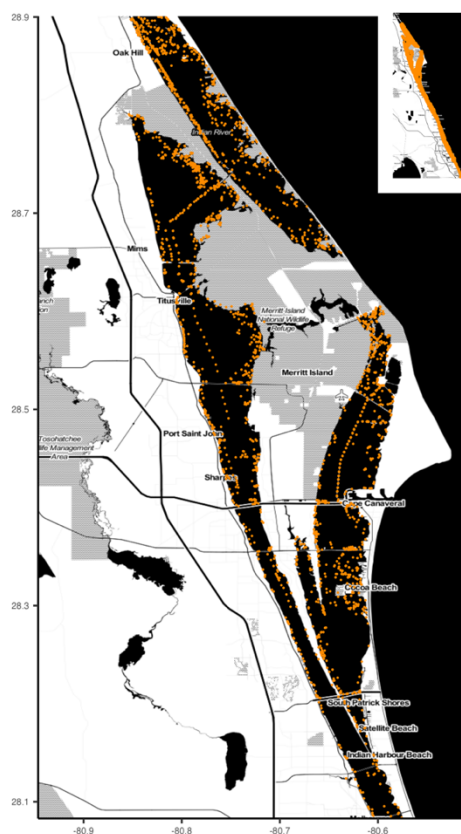 28.9
Oak Hill
Indian River
28.7
Mims
Titusville
Merritt Island
National Wildlife
Refuge
Merritt Island
28.5
Port Saint John
Tosohatchee
Area
Sharpes
Cape Canaveral
28.3
Cocoa Beach
South Patrick Shores
Satellite Beach
Indian Harbour Beach
28.1
-80.9
-80.8
-80.7
-80.6